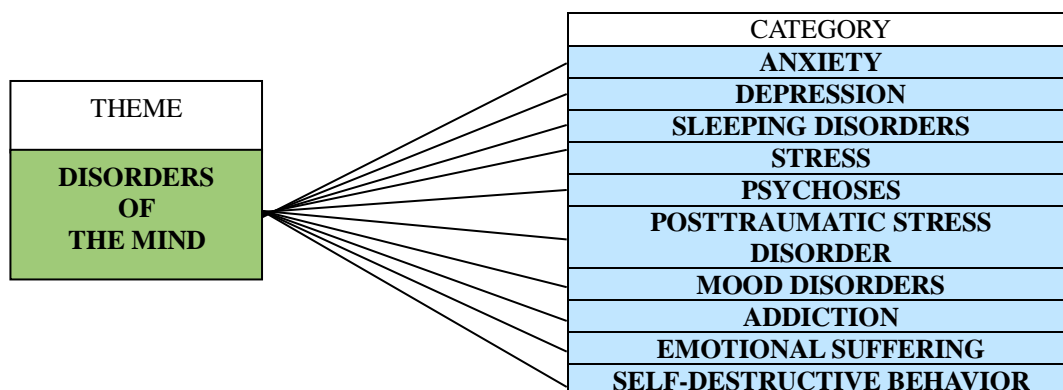 THEME
DISORDERS
OF
THE MIND
CATEGORY
ANXIETY
DEPRESSION
SLEEPING DISORDERS
STRESS
PSYCHOSES
POSTTRAUMATIC STRESS
DISORDER
MOOD DISORDERS
ADDICTION
EMOTIONAL SUFFERING
SELF-DESTRUCTIVE BEHAVIOR